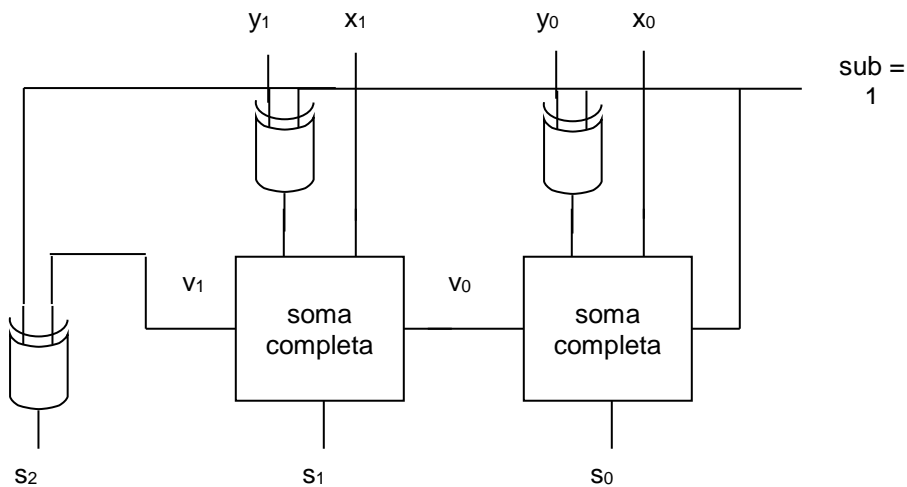 y₁ x₁ y₀ x₀
sub =
1
v₁ v₀
soma
completa
soma
completa
s₂ s₁ s₀